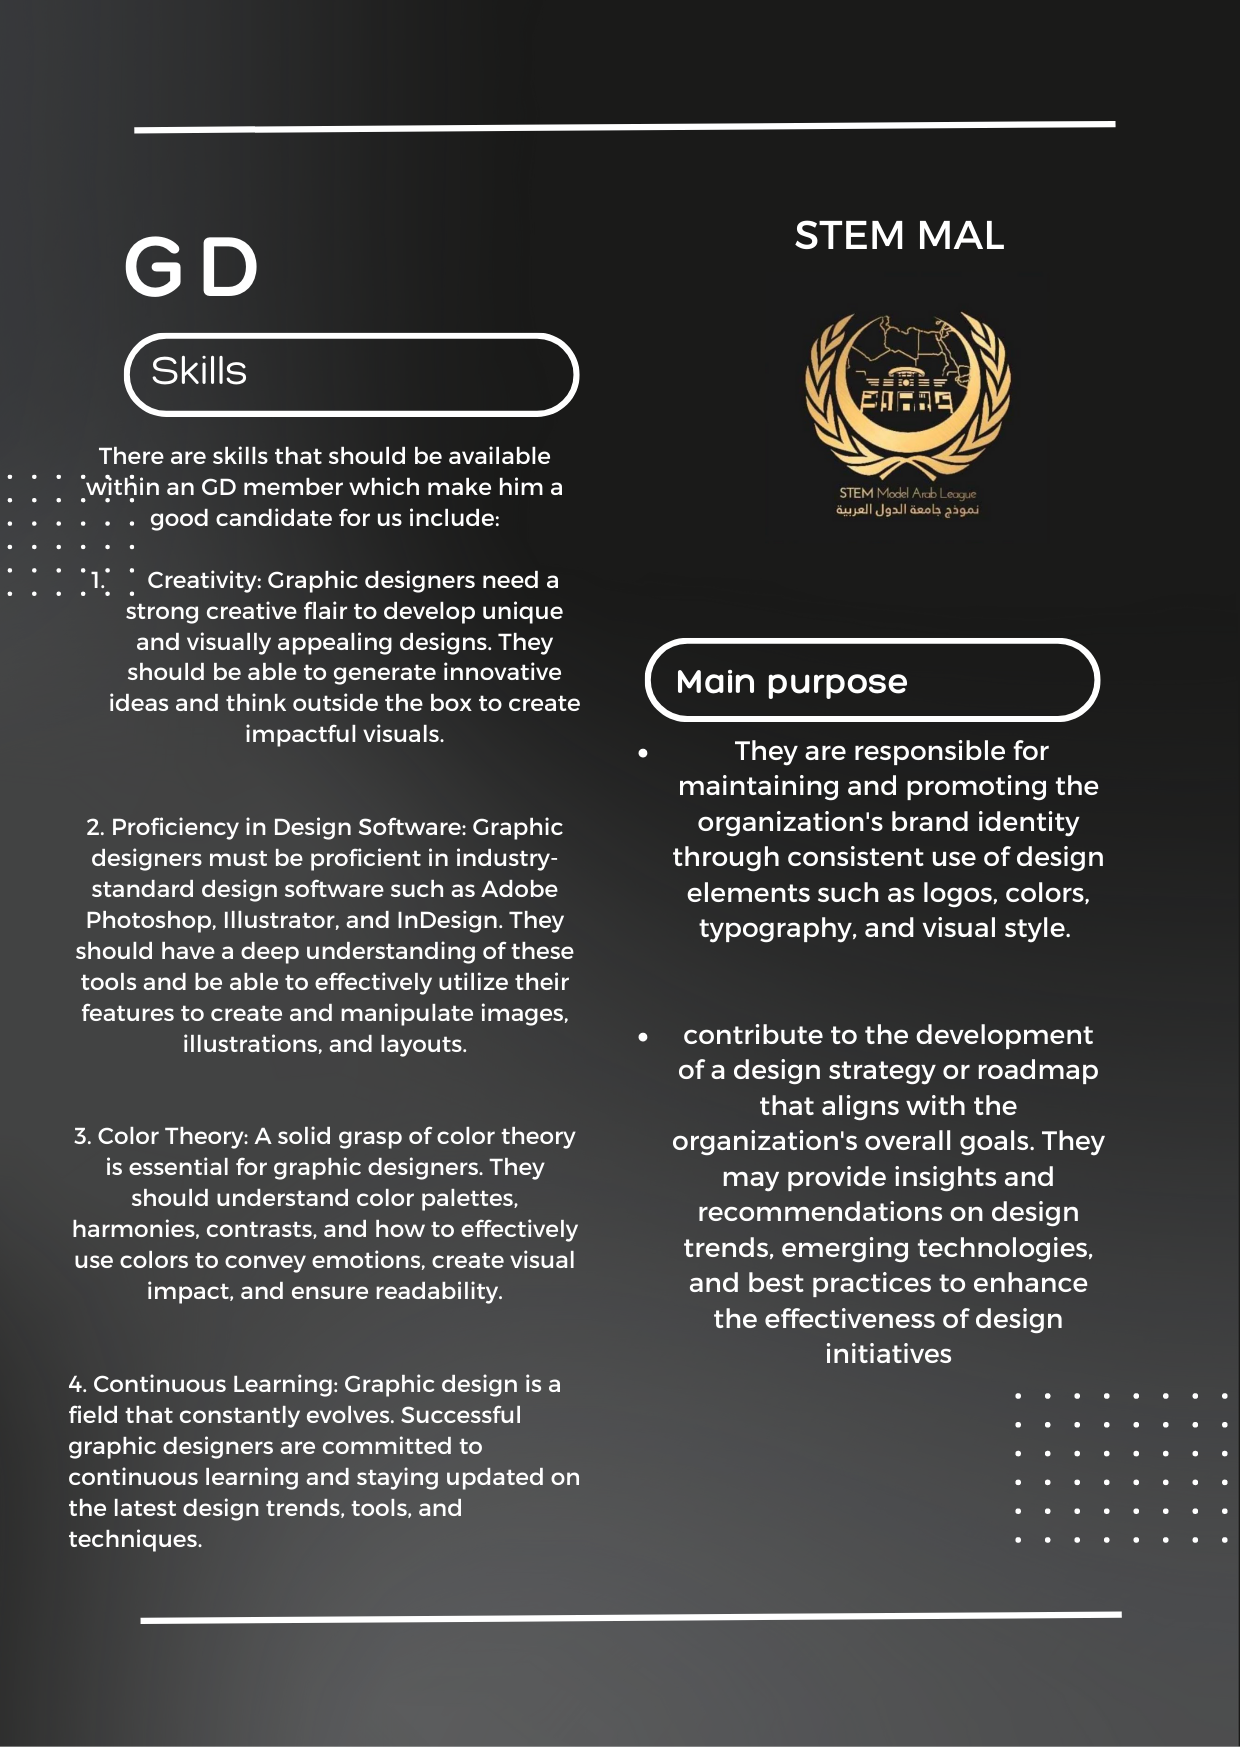 GD
Skills
There are skills that should be available
within an GD member which make him a
good candidate for us include:
1. Creativity: Graphic designers need a
strong creative flair to develop unique
and visually appealing designs. They
should be able to generate innovative
ideas and think outside the box to create
impactful visuals.
2. Proficiency in Design Software: Graphic
designers must be proficient in industry-
standard design software such as Adobe
Photoshop, Illustrator, and InDesign. They
should have a deep understanding of these
tools and be able to effectively utilize their
features to create and manipulate images,
illustrations, and layouts.
3. Color Theory: A solid grasp of color theory
is essential for graphic designers. They
should understand color palettes,
harmonies, contrasts, and how to effectively
use colors to convey emotions, create visual
impact, and ensure readability.
4. Continuous Learning: Graphic design is a
field that constantly evolves. Successful
graphic designers are committed to
continuous learning and staying updated on
the latest design trends, tools, and
techniques.
STEM MAL
STEM Model Arab League
نموذج جامعة الدول العربية
Main purpose
• They are responsible for
maintaining and promoting the
organization's brand identity
through consistent use of design
elements such as logos, colors,
typography, and visual style.
• contribute to the development
of a design strategy or roadmap
that aligns with the
organization's overall goals. They
may provide insights and
recommendations on design
trends, emerging technologies,
and best practices to enhance
the effectiveness of design
initiatives